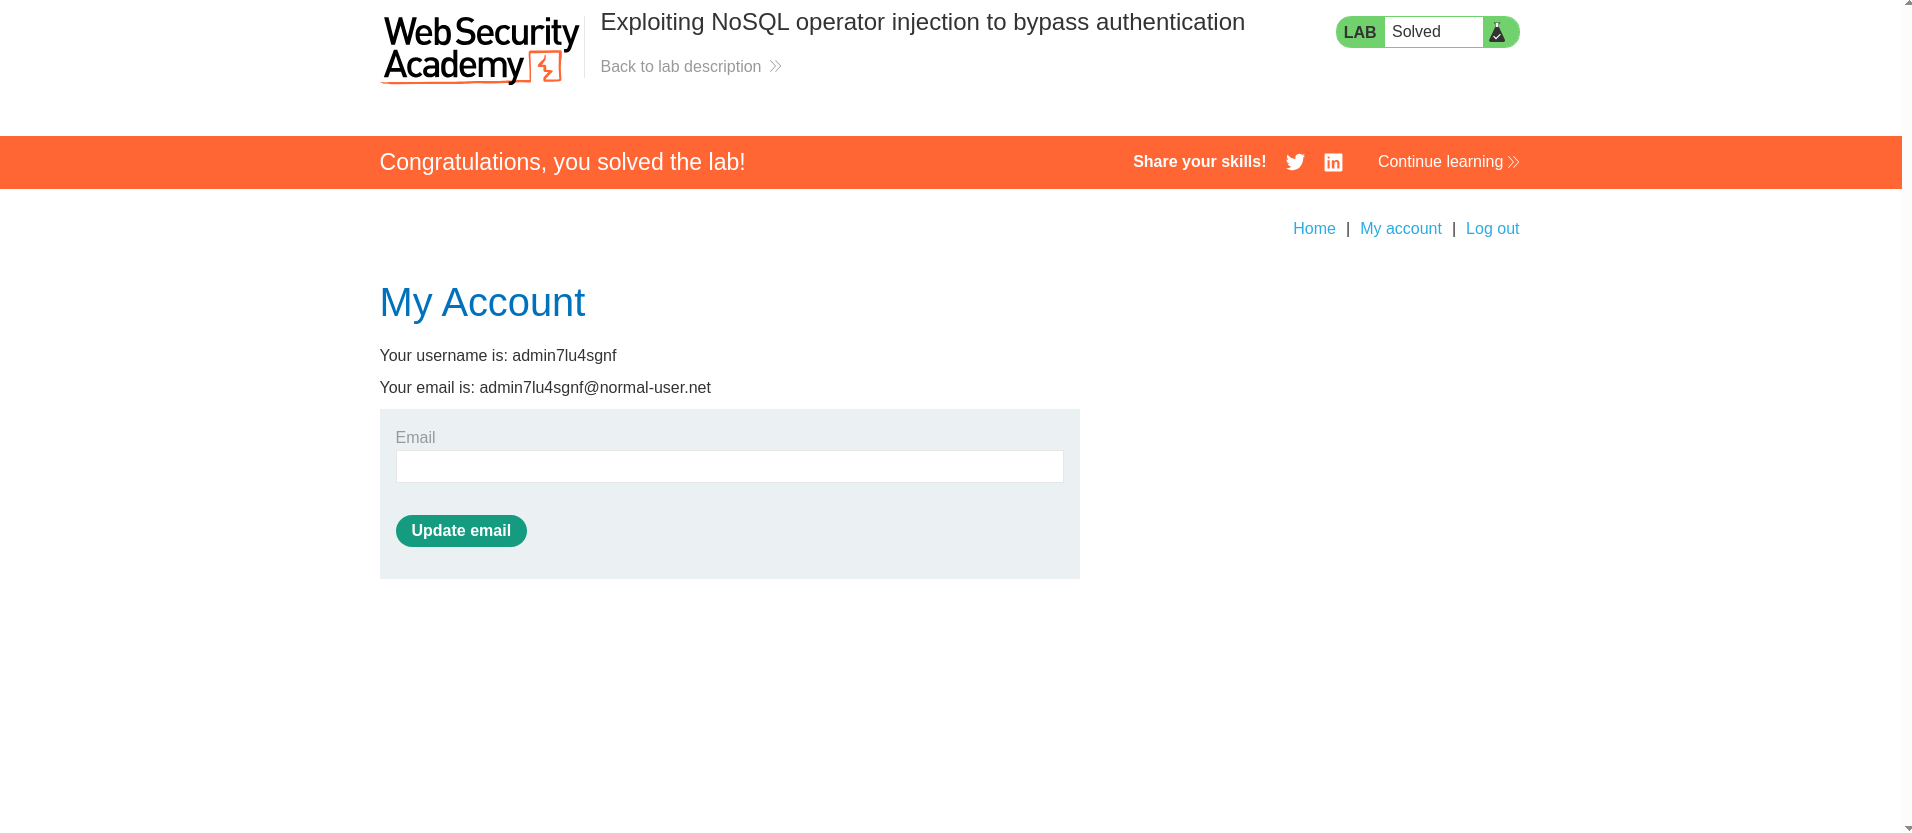 Web Security
Academy
Exploiting NoSQL operator injection to bypass authentication
Back to lab description
LAB Solved
Congratulations, you solved the lab!
Share your skills!
Continue learning
Home | My account | Log out
My Account
Your username is: admin7lu4sgnf
Your email is: admin7lu4sgnf@normal-user.net
Email
Update email